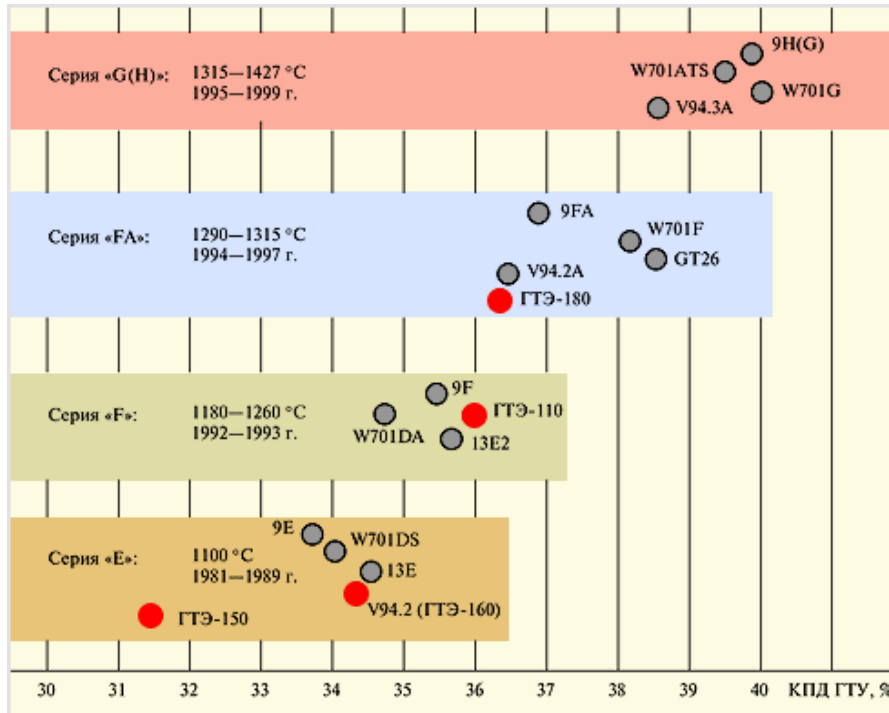 9H(G)
Серия «G(H)»: 1315—1427 °C
W701ATS
1995—1999 г.
W701G
V94.3A
9FA
Серия «FA»: 1290—1315 °C
W701F
1994—1997 г.
GT26
V94.2A
ГТЭ-180
9F
Серия «F»: 1180—1260 °C
ГТЭ-110
1992—1993 г.
W701DA
13E2
9E
W701DS
Серия «E»: 1100 °C
13E
1981—1989 г.
V94.2 (ГТЭ-160)
ГТЭ-150
30 31 32 33 34 35 36 37 38 39 40 КПД ГТУ, %